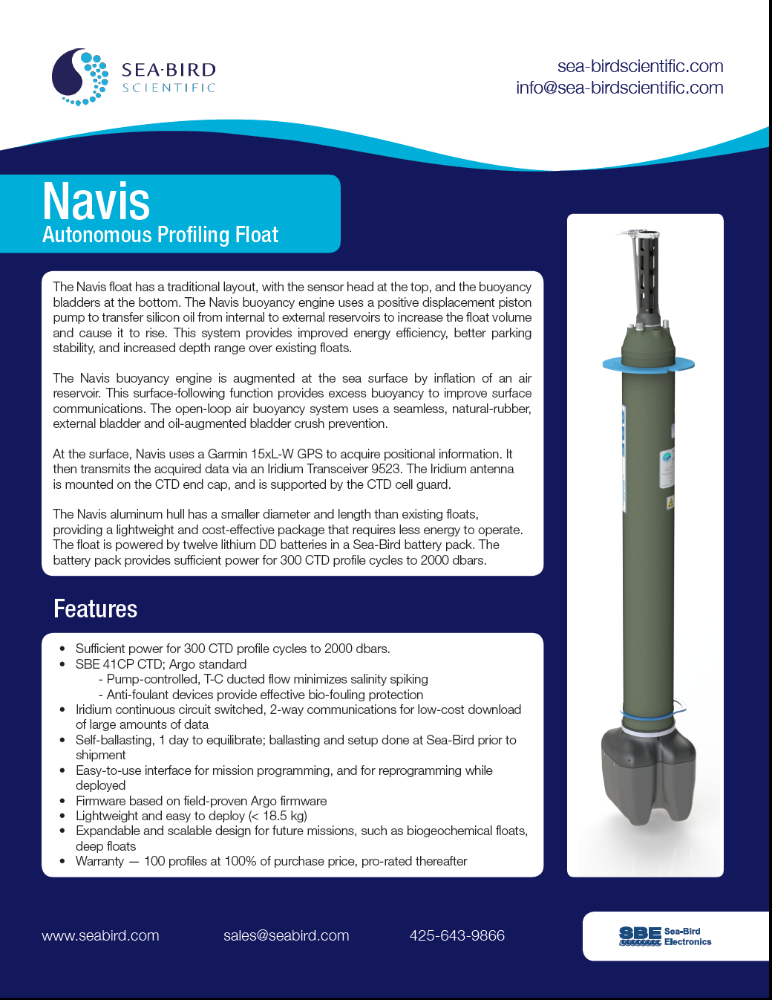 SEA-BIRD
SCIENTIFIC
sea-birdscientific.com
info@sea-birdscientific.com
Navis
Autonomous Profiling Float
The Navis float has a traditional layout, with the sensor head at the top, and the buoyancy
bladders at the bottom. The Navis buoyancy engine uses a positive displacement piston
pump to transfer silicon oil from internal to external reservoirs to increase the float volume
and cause it to rise. This system provides improved energy efficiency, better parking
stability, and increased depth range over existing floats.
The Navis buoyancy engine is augmented at the sea surface by inflation of an air
reservoir. This surface-following function provides excess buoyancy to improve surface
communications. The open-loop air buoyancy system uses a seamless, natural-rubber,
external bladder and oil-augmented bladder crush prevention.
At the surface, Navis uses a Garmin 15xL-W GPS to acquire positional information. It
then transmits the acquired data via an Iridium Transceiver 9523. The Iridium antenna
is mounted on the CTD end cap, and is supported by the CTD cell guard.
The Navis aluminum hull has a smaller diameter and length than existing floats,
providing a lightweight and cost-effective package that requires less energy to operate.
The float is powered by twelve lithium DD batteries in a Sea-Bird battery pack. The
battery pack provides sufficient power for 300 CTD profile cycles to 2000 dbars.
Features
• Sufficient power for 300 CTD profile cycles to 2000 dbars.
• SBE 41CP CTD; Argo standard
- Pump-controlled, T-C ducted flow minimizes salinity spiking
- Anti-foulant devices provide effective bio-fouling protection
• Iridium continuous circuit switched, 2-way communications for low-cost download
of large amounts of data
• Self-ballasting, 1 day to equilibrate; ballasting and setup done at Sea-Bird prior to
shipment
• Easy-to-use interface for mission programming, and for reprogramming while
deployed
• Firmware based on field-proven Argo firmware
• Lightweight and easy to deploy (< 18.5 kg)
• Expandable and scalable design for future missions, such as biogeochemical floats,
deep floats
• Warranty — 100 profiles at 100% of purchase price, pro-rated thereafter
SBE
www.seabird.com
sales@seabird.com
425-643-9866
SBE Sea-Bird
Electronics